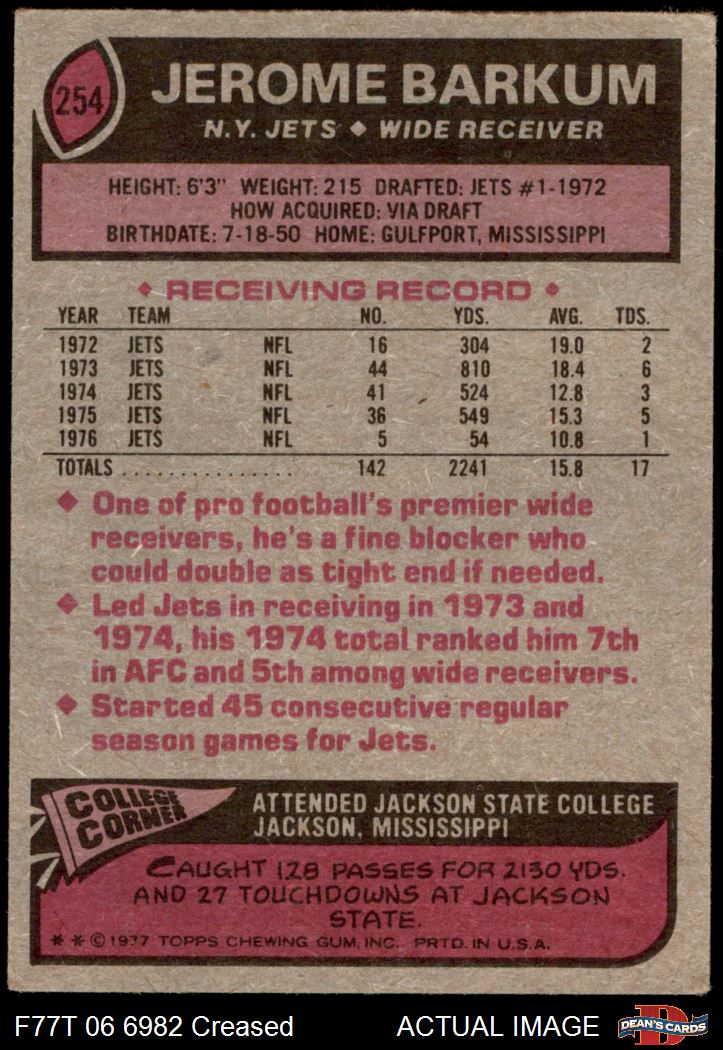 254
JEROME BARKUM
N.Y. JETS ◆ WIDE RECEIVER
HEIGHT: 6'3" WEIGHT: 215 DRAFTED: JETS #1-1972
HOW ACQUIRED: VIA DRAFT
BIRTHDATE: 7-18-50 HOME: GULFPORT, MISSISSIPPI
◆ RECEIVING RECORD ◆
YEAR TEAM NO. YDS. AVG. TDS.
1972 JETS NFL 16 304 19.0 2
1973 JETS NFL 44 810 18.4 6
1974 JETS NFL 41 524 12.8 3
1975 JETS NFL 36 549 15.3 5
1976 JETS NFL 5 54 10.8 1
TOTALS ................ 142 2241 15.8 17
◆ One of pro football's premier wide
receivers, he's a fine blocker who
could double as tight end if needed.
◆ Led Jets in receiving in 1973 and
1974, his 1974 total ranked him 7th
in AFC and 5th among wide receivers.
◆ Started 45 consecutive regular
season games for Jets.
COLLEGE
CORNER
ATTENDED JACKSON STATE COLLEGE
JACKSON, MISSISSIPPI
CAUGHT 128 PASSES FOR 2130 YDS.
AND 27 TOUCHDOWNS AT JACKSON
STATE.
* * © 1977 TOPPS CHEWING GUM, INC. PRTD. IN U.S.A.
F77T 06 6982 Creased ACTUAL IMAGE
D
DEAN'S CARDS